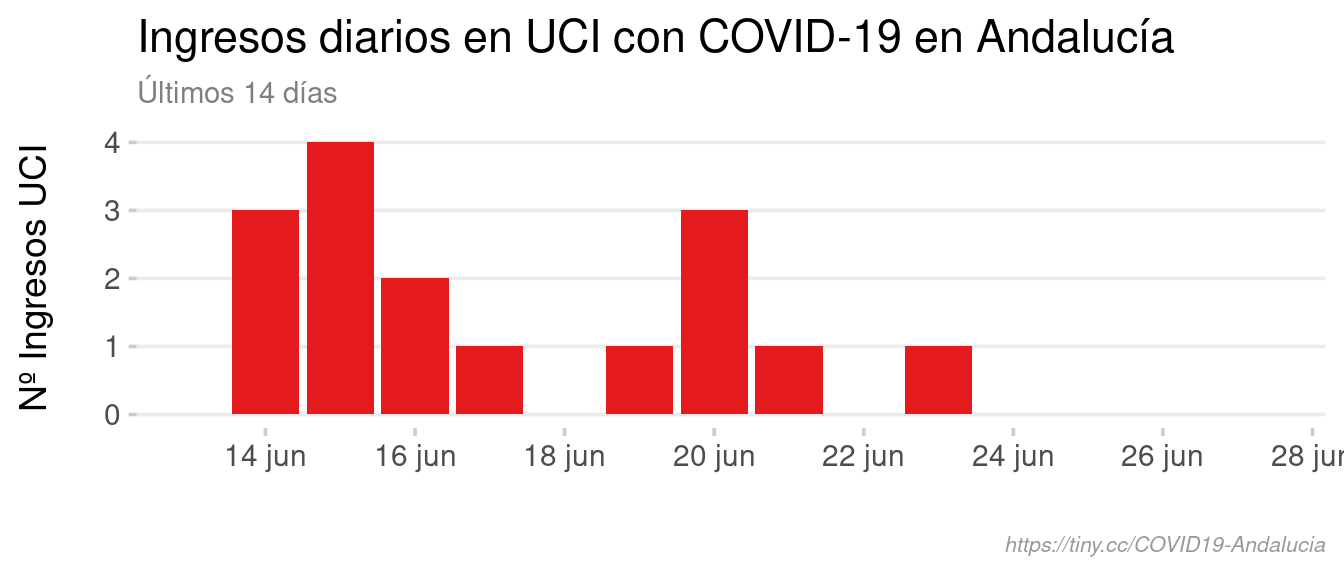 Ingresos diarios en UCI con COVID-19 en Andalucía
Últimos 14 días
Nº Ingresos UCI
4
3
2
1
0
14 jun 16 jun 18 jun 20 jun 22 jun 24 jun 26 jun 28 jun
https://tiny.cc/COVID19-Andalucia